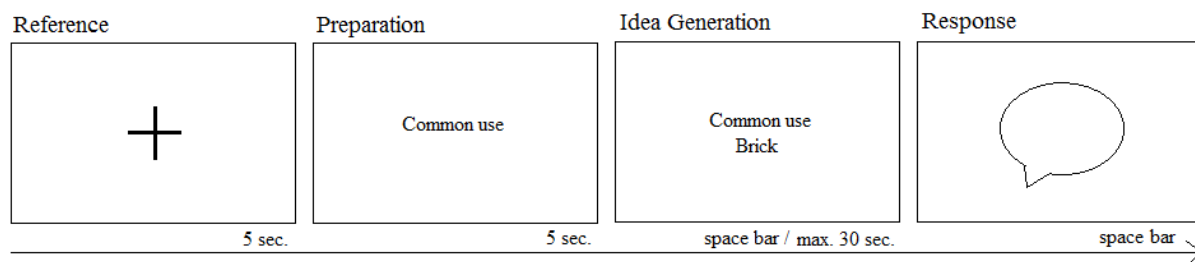 Reference
Preparation
Idea Generation
Response
Common use
Common use
Brick
5 sec.
5 sec.
space bar / max. 30 sec.
space bar